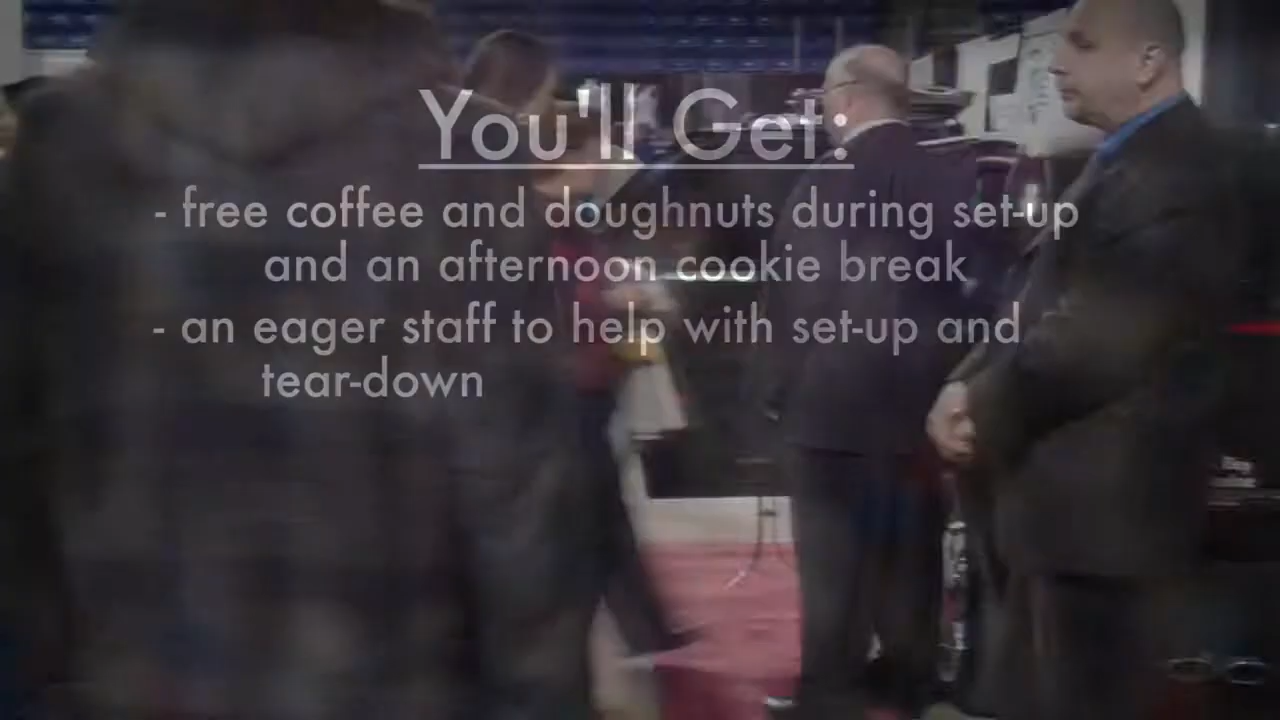 You'll Get:
- free coffee and doughnuts during set-up
and an afternoon cookie break
- an eager staff to help with set-up and
tear-down